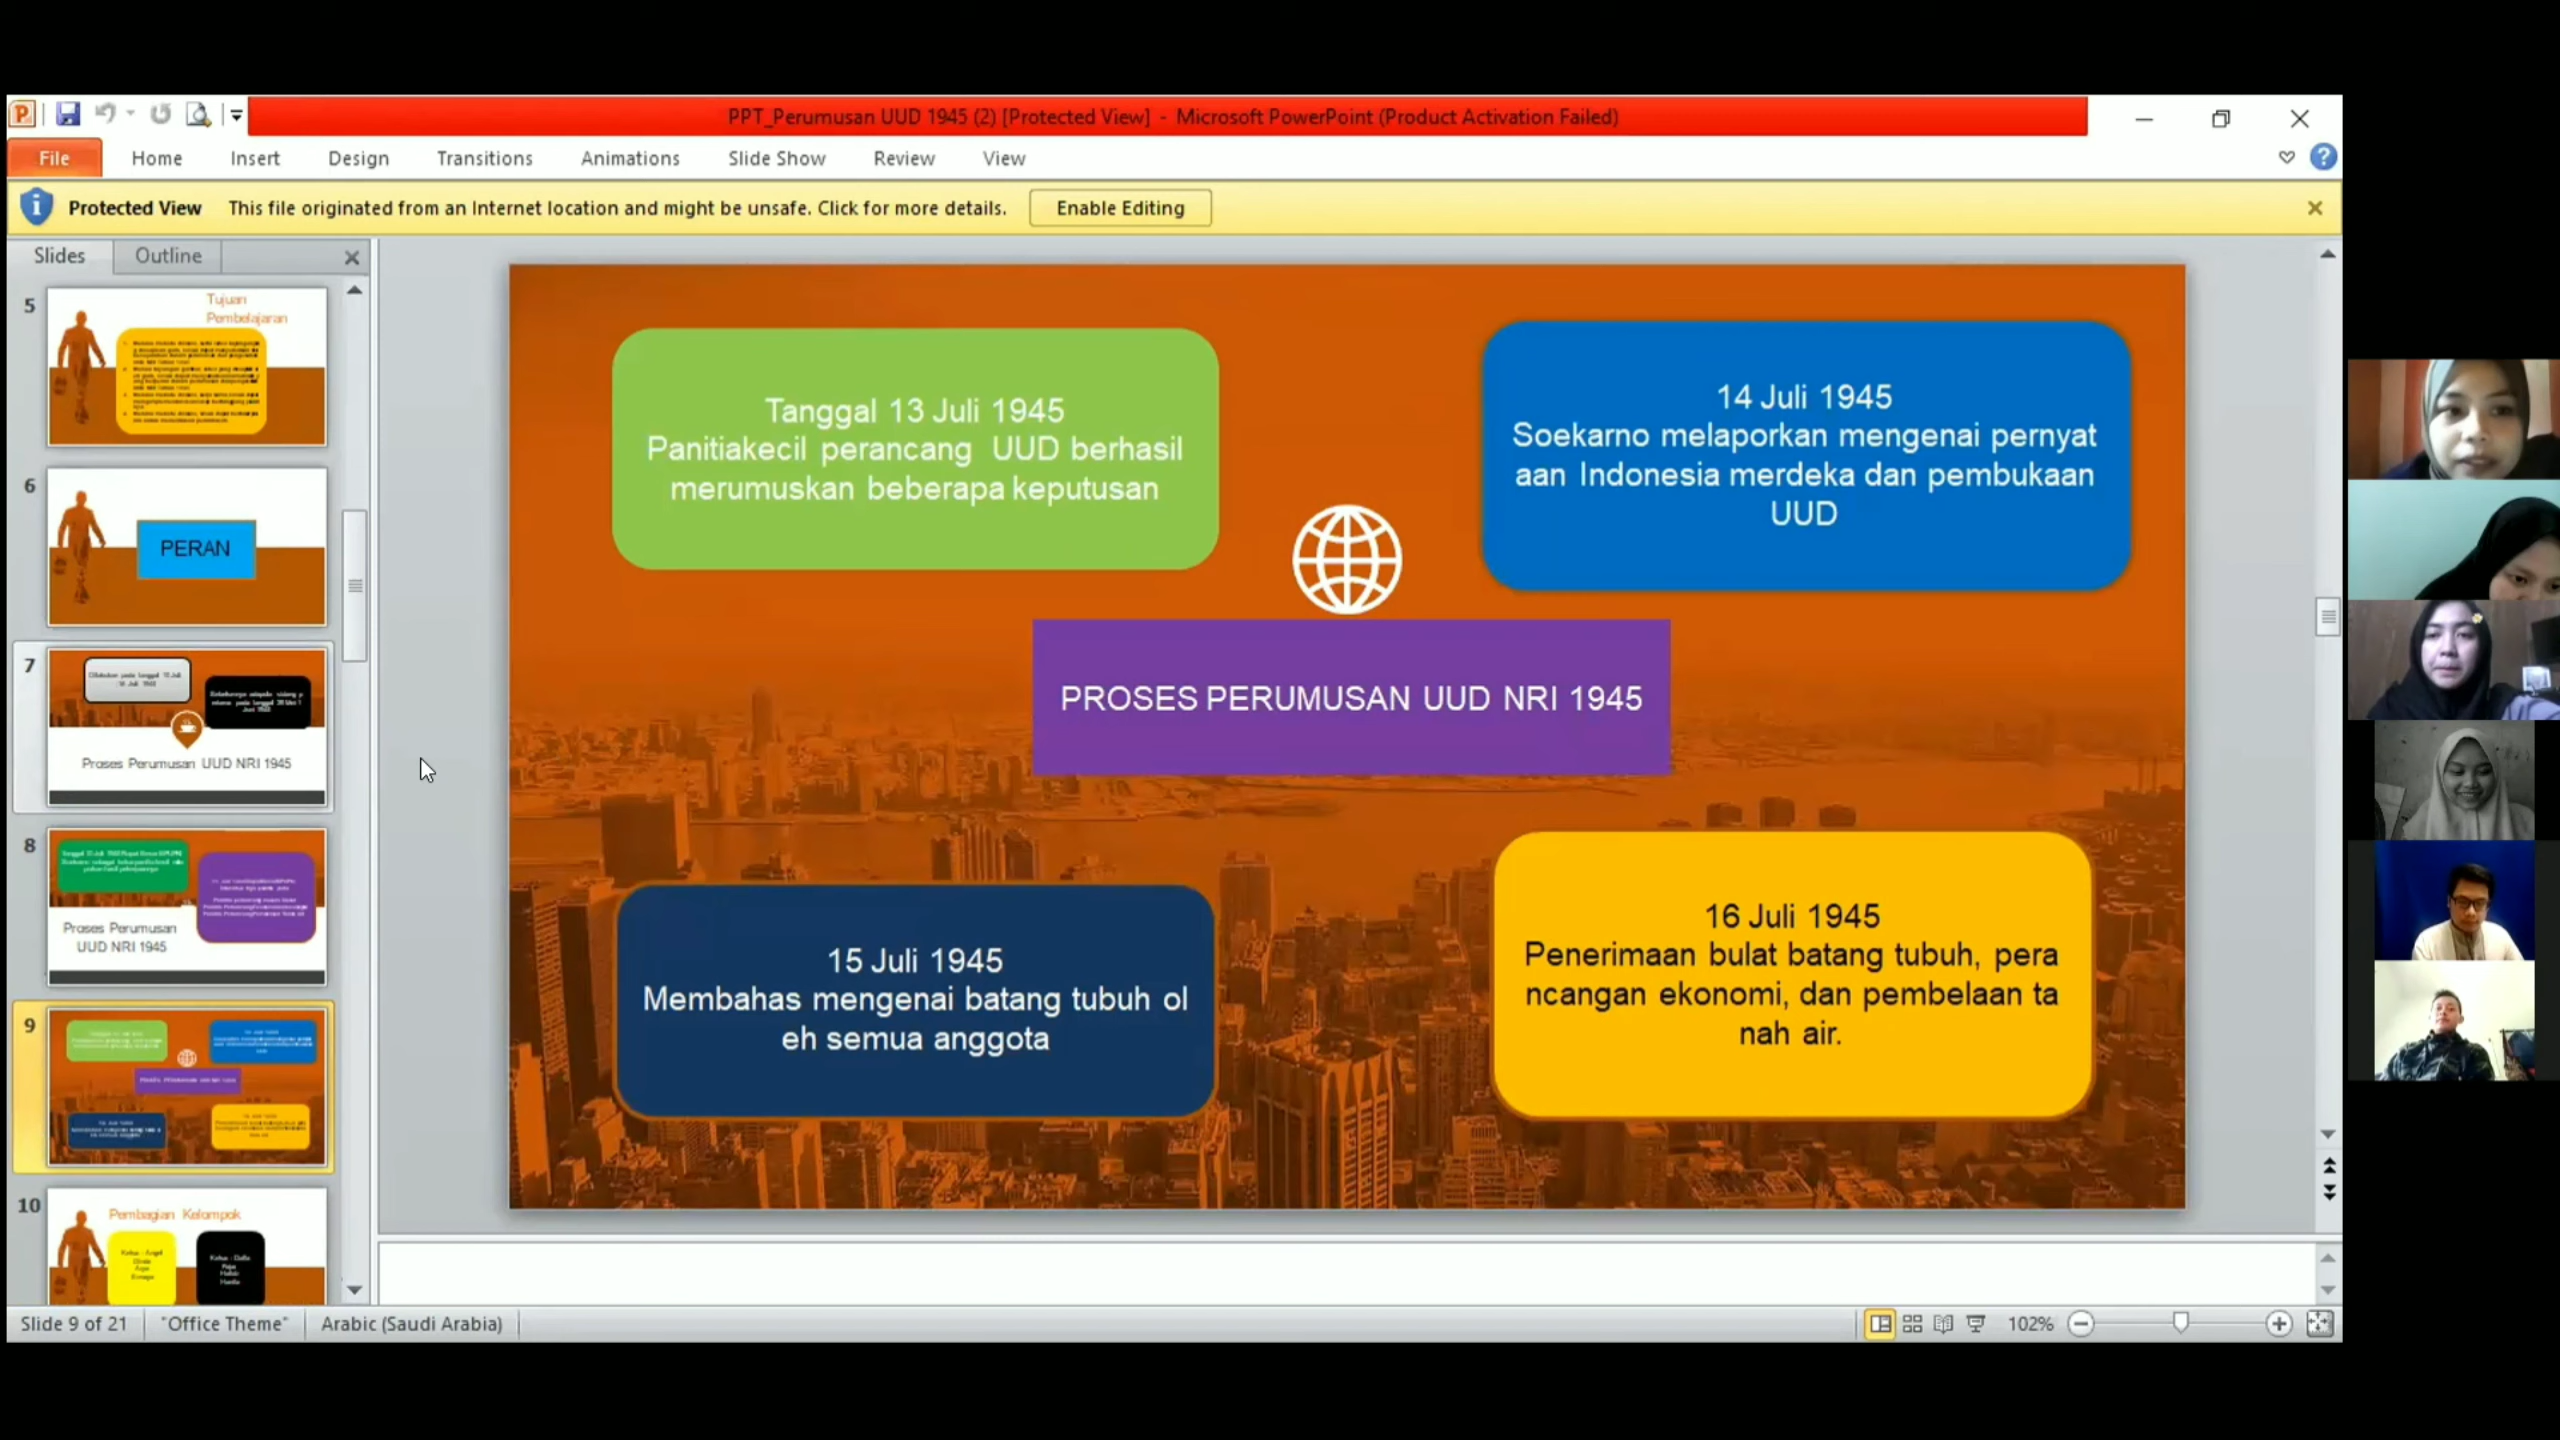 PPT_Perumusan UUD 1945 (2) [Protected View] - Microsoft PowerPoint (Product Activation Failed)
File Home Insert Design Transitions Animations Slide Show Review View
Protected View This file originated from an Internet location and might be unsafe. Click for more details. Enable Editing
Slides Outline
5
Tujuan
Pembelajaran
6
PERAN
7
Proses Perumusan UUD NRI 1945
8
Proses Perumusan
UUD NRI 1945
9
10
Pembagian Kelompok
Tanggal 13 Juli 1945
Panitiakecil perancang UUD berhasil
merumuskan beberapa keputusan
14 Juli 1945
Soekarno melaporkan mengenai pernyat
aan Indonesia merdeka dan pembukaan
UUD
PROSES PERUMUSAN UUD NRI 1945
15 Juli 1945
Membahas mengenai batang tubuh ol
eh semua anggota
16 Juli 1945
Penerimaan bulat batang tubuh, pera
ncangan ekonomi, dan pembelaan ta
nah air.
Slide 9 of 21 "Office Theme" Arabic (Saudi Arabia) 102%